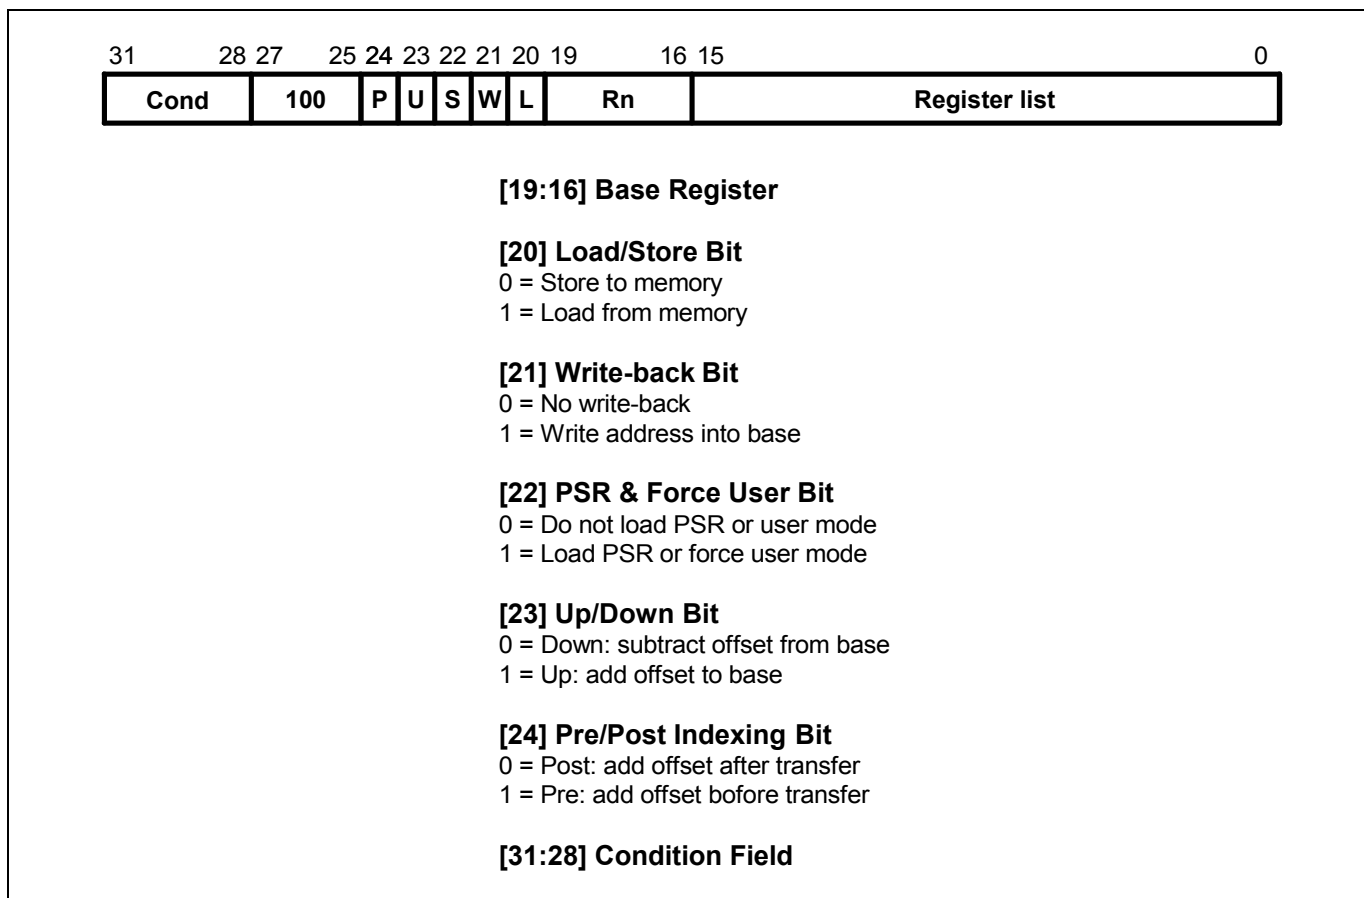 31 28 27 25 24 23 22 21 20 19 16 15 0
Cond 100 P U S W L Rn Register list
[19:16] Base Register
[20] Load/Store Bit
0 = Store to memory
1 = Load from memory
[21] Write-back Bit
0 = No write-back
1 = Write address into base
[22] PSR & Force User Bit
0 = Do not load PSR or user mode
1 = Load PSR or force user mode
[23] Up/Down Bit
0 = Down: subtract offset from base
1 = Up: add offset to base
[24] Pre/Post Indexing Bit
0 = Post: add offset after transfer
1 = Pre: add offset bofore transfer
[31:28] Condition Field